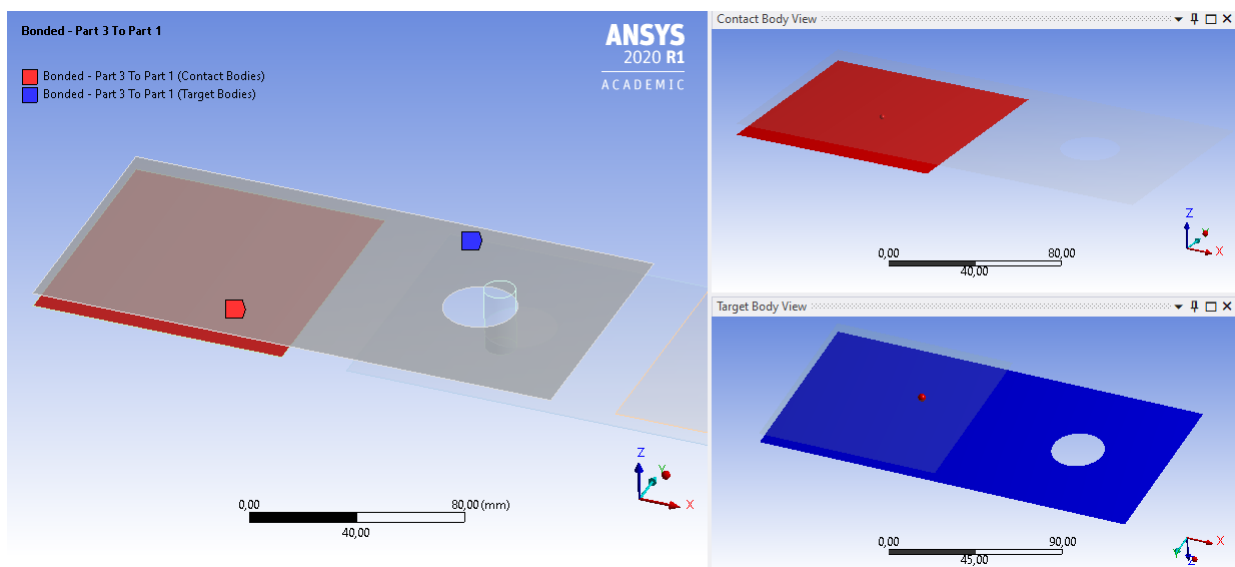 Bonded - Part 3 To Part 1
Bonded - Part 3 To Part 1 (Contact Bodies)
Bonded - Part 3 To Part 1 (Target Bodies)
ANSYS
2020 R1
ACADEMIC
Z
Y
X
0,00
80,00 (mm)
40,00
Contact Body View
Z
Y
X
0,00
80,00
40,00
Target Body View
0,00
90,00
45,00
X
Y
Z